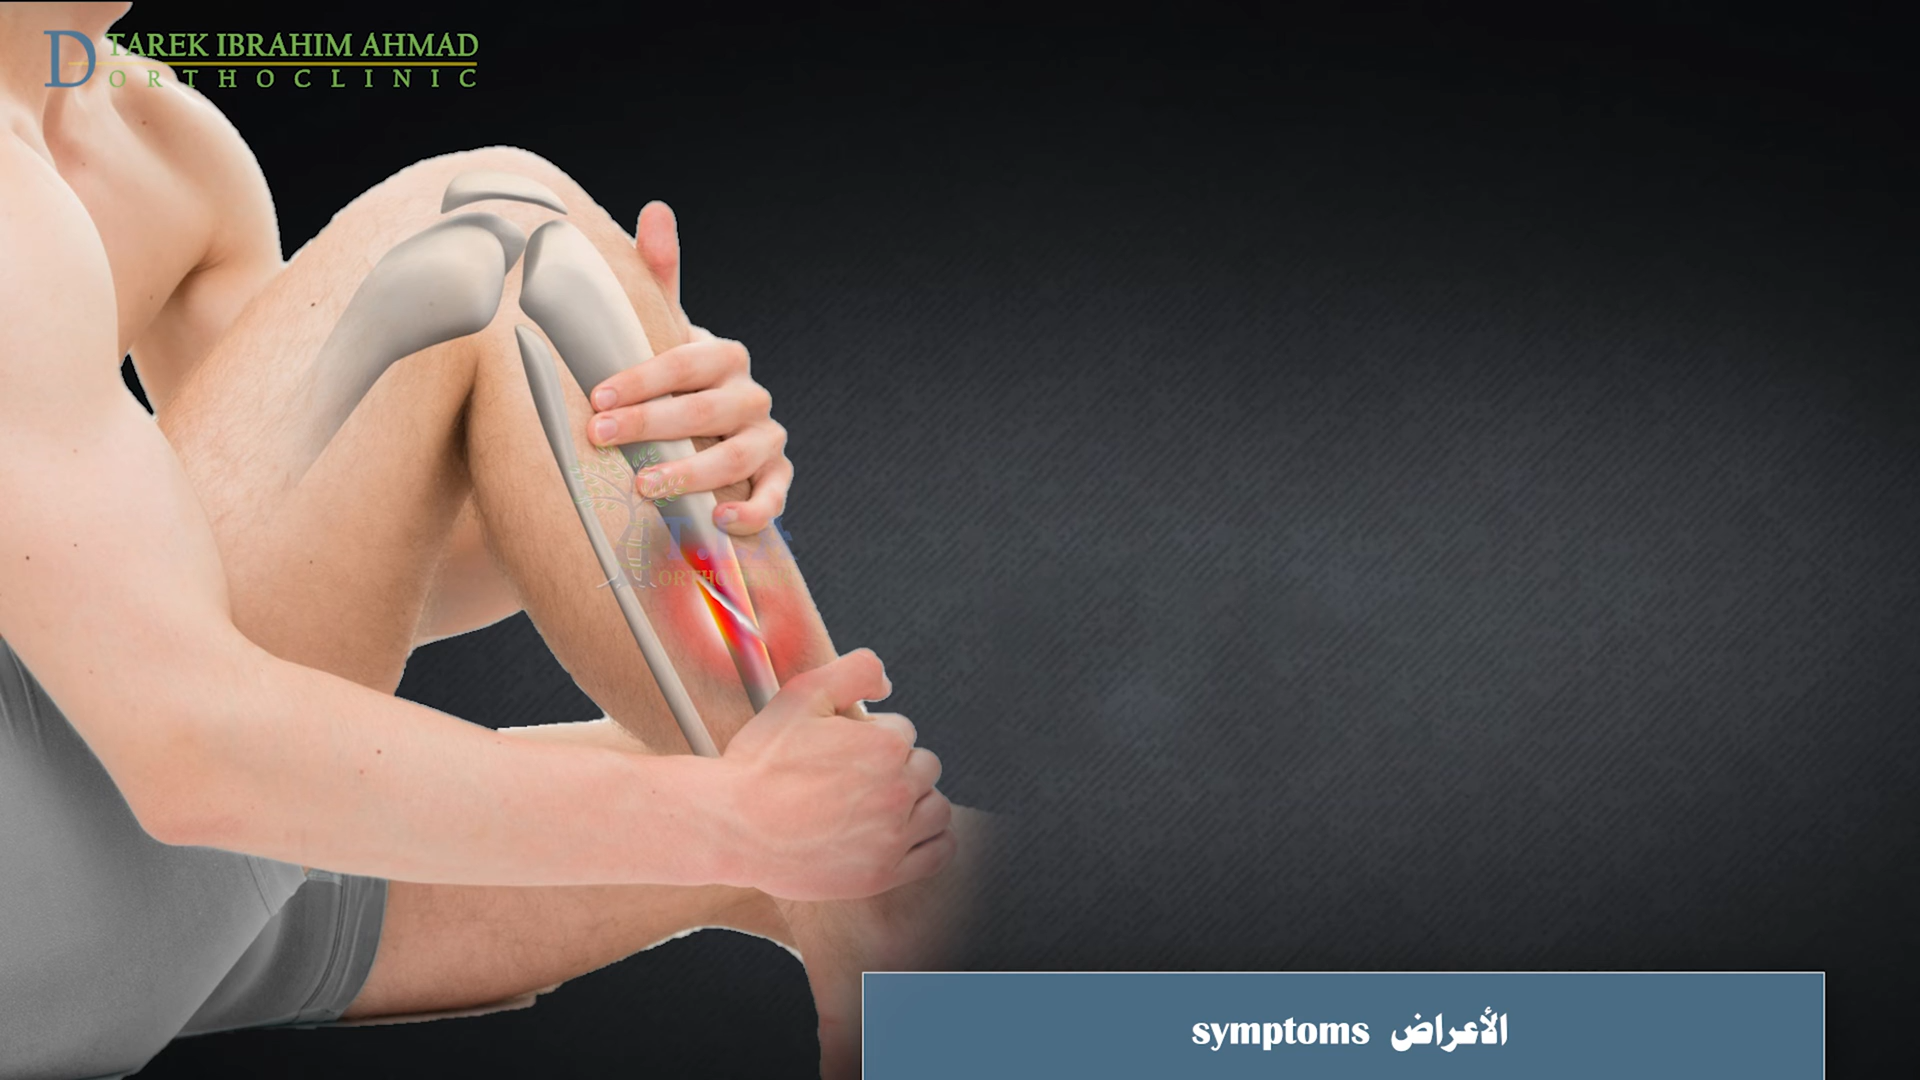 D TAREK IBRAHIM AHMAD
ORTHOCLINIC
symptoms الأعراض